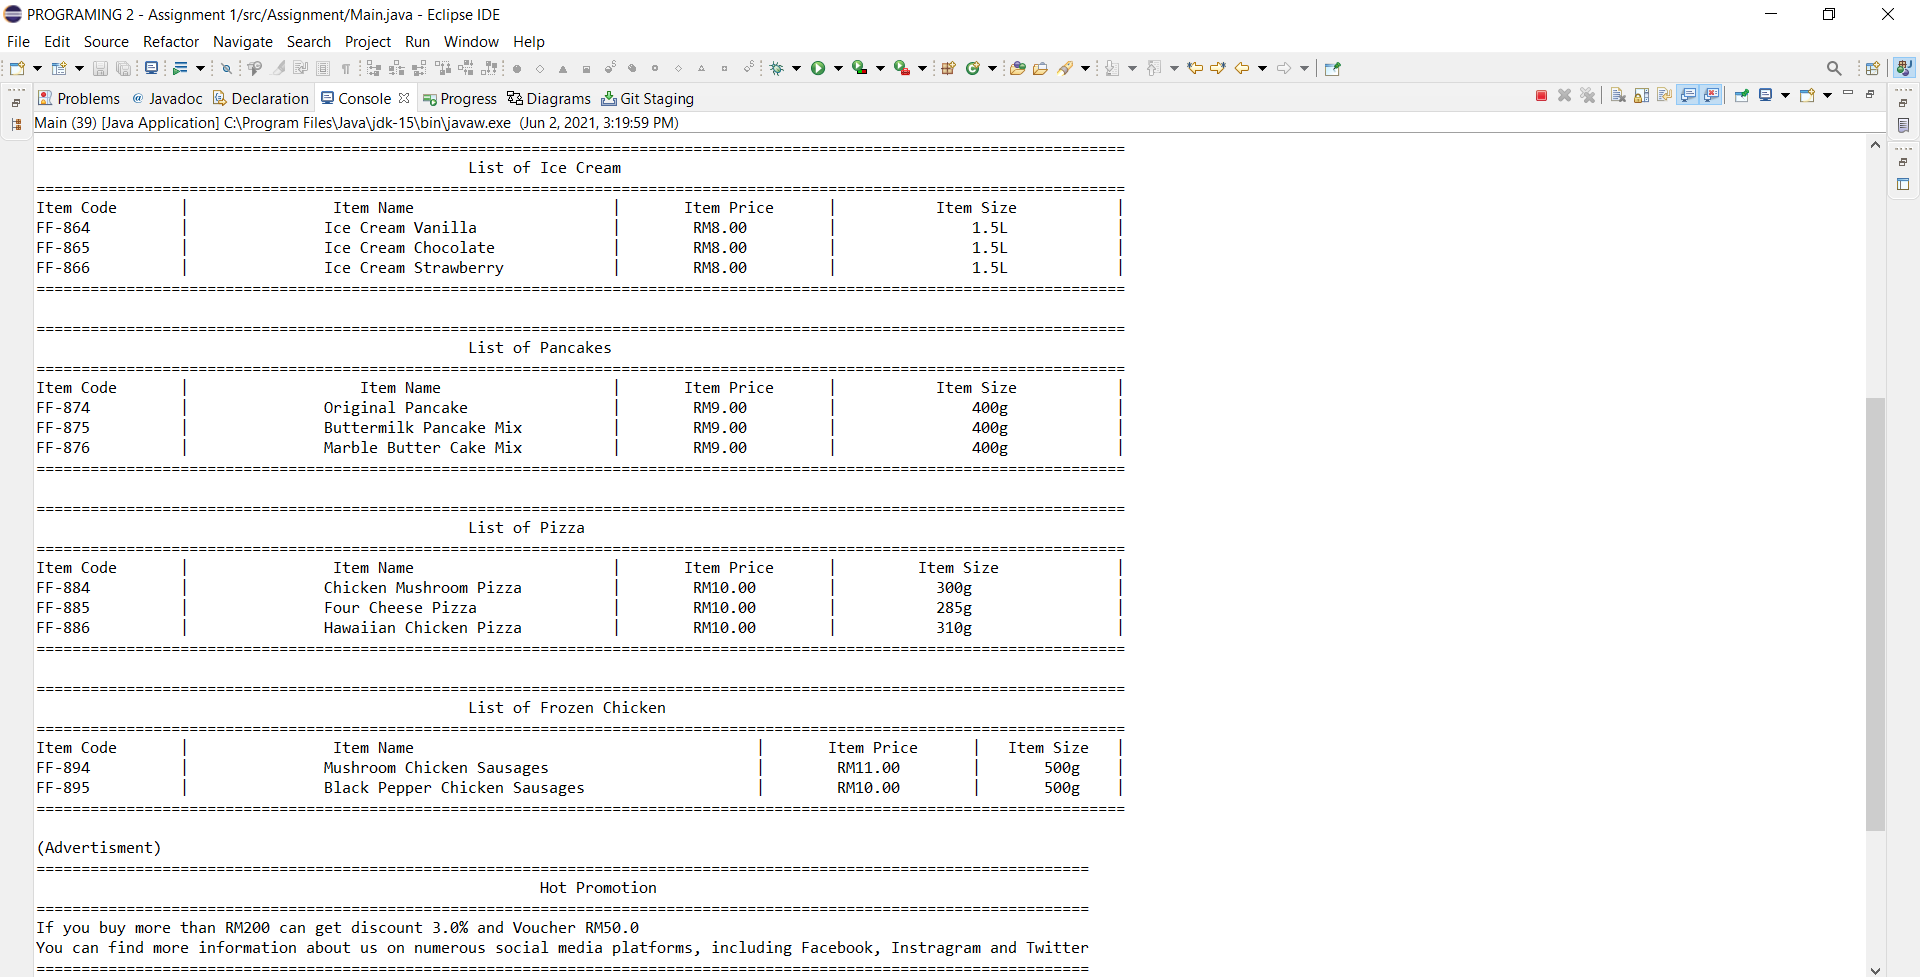 PROGRAMING 2 - Assignment 1/src/Assignment/Main.java - Eclipse IDE
File Edit Source Refactor Navigate Search Project Run Window Help
Problems Javadoc Declaration Console Progress Diagrams Git Staging
Main (39) [Java Application] C:\Program Files\Java\jdk-15\bin\javaw.exe (Jun 2, 2021, 3:19:59 PM)
=========================================================================================================================
List of Ice Cream
=========================================================================================================================
Item Code | Item Name | Item Price | Item Size |
FF-864 | Ice Cream Vanilla | RM8.00 | 1.5L |
FF-865 | Ice Cream Chocolate | RM8.00 | 1.5L |
FF-866 | Ice Cream Strawberry | RM8.00 | 1.5L |
=========================================================================================================================
=========================================================================================================================
List of Pancakes
=========================================================================================================================
Item Code | Item Name | Item Price | Item Size |
FF-874 | Original Pancake | RM9.00 | 400g |
FF-875 | Buttermilk Pancake Mix | RM9.00 | 400g |
FF-876 | Marble Butter Cake Mix | RM9.00 | 400g |
=========================================================================================================================
=========================================================================================================================
List of Pizza
=========================================================================================================================
Item Code | Item Name | Item Price | Item Size |
FF-884 | Chicken Mushroom Pizza | RM10.00 | 300g |
FF-885 | Four Cheese Pizza | RM10.00 | 285g |
FF-886 | Hawaiian Chicken Pizza | RM10.00 | 310g |
=========================================================================================================================
=========================================================================================================================
List of Frozen Chicken
=========================================================================================================================
Item Code | Item Name | Item Price | Item Size |
FF-894 | Mushroom Chicken Sausages | RM11.00 | 500g |
FF-895 | Black Pepper Chicken Sausages | RM10.00 | 500g |
=========================================================================================================================
(Advertisment)
=====================================================================================================================
Hot Promotion
=====================================================================================================================
If you buy more than RM200 can get discount 3.0% and Voucher RM50.0
You can find more information about us on numerous social media platforms, including Facebook, Instragram and Twitter
=====================================================================================================================